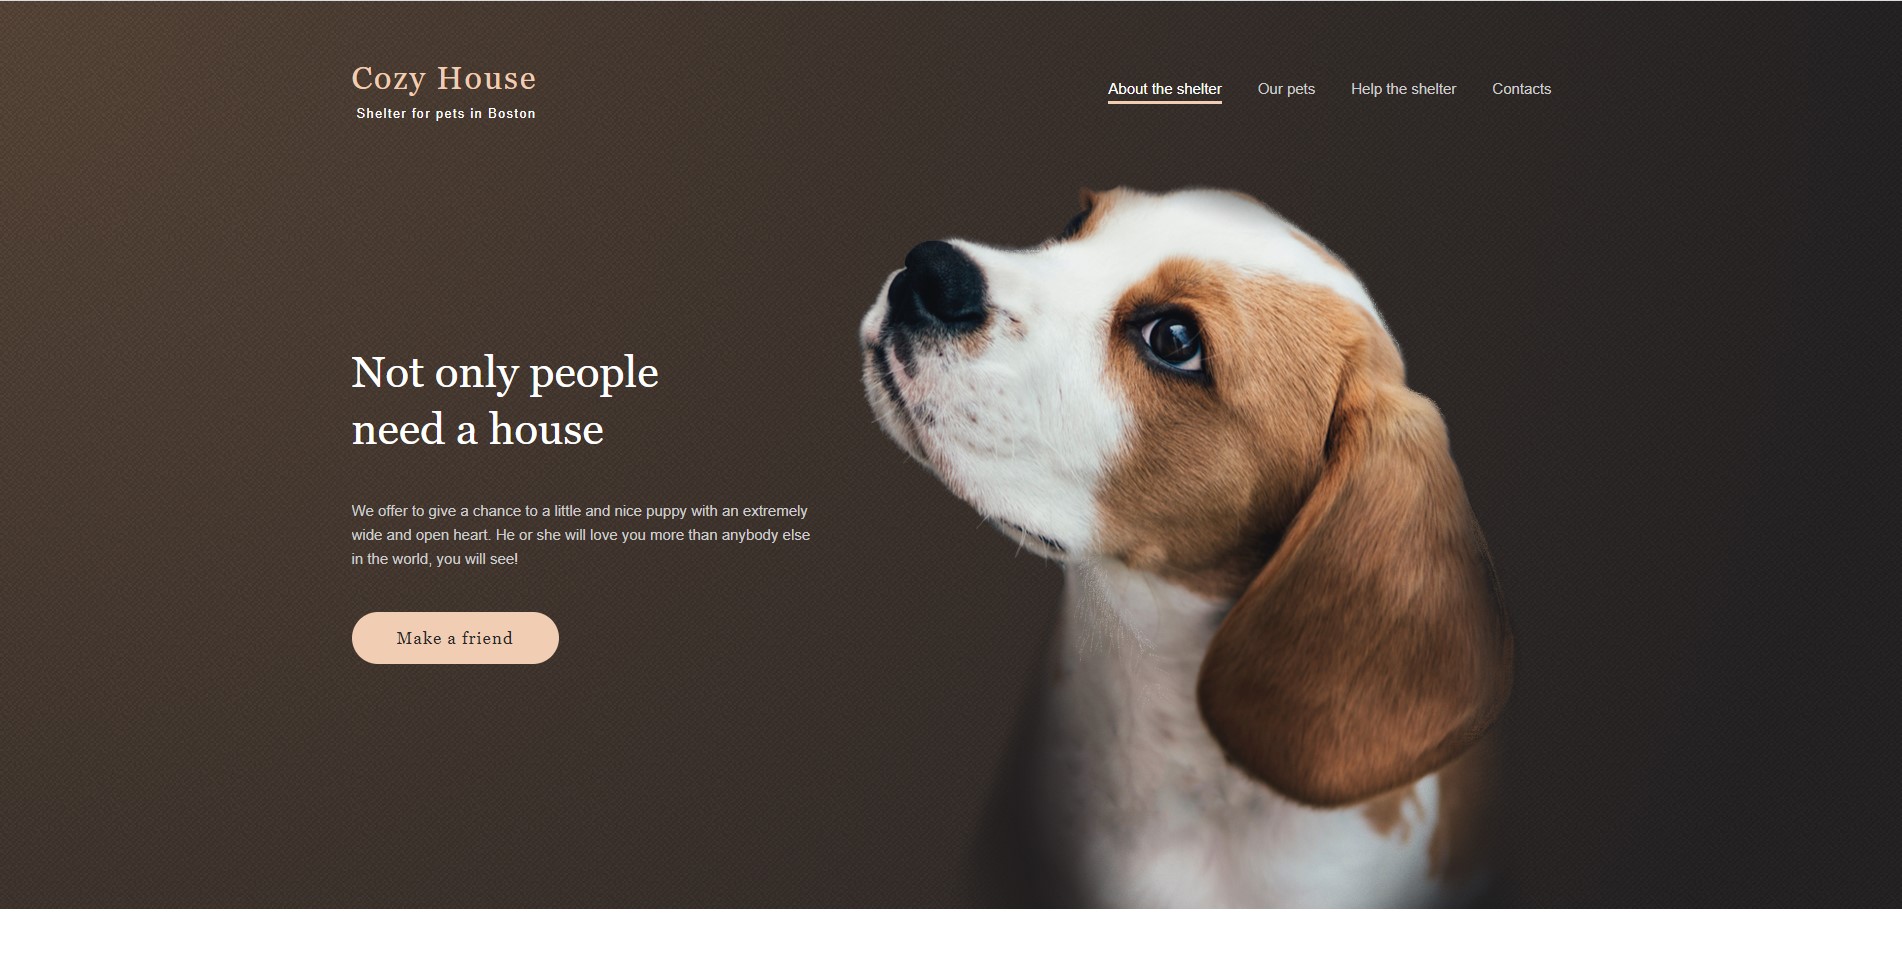 Cozy House
Shelter for pets in Boston
About the shelter
Our pets
Help the shelter
Contacts
Not only people
need a house
We offer to give a chance to a little and nice puppy with an extremely
wide and open heart. He or she will love you more than anybody else
in the world, you will see!
Make a friend